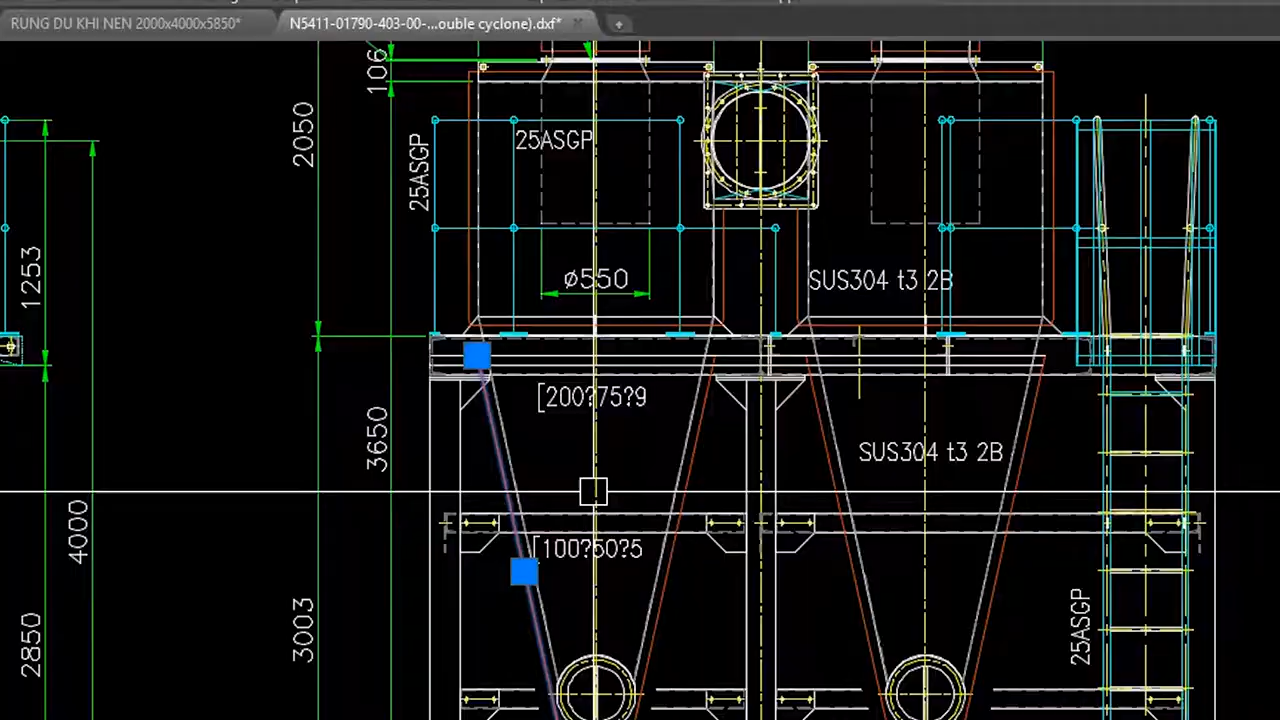 RUNG DU KHI NEN 2000x4000x5850*
N5411-01790-403-00-...ouble cyclone).dxf*
106
2050
25ASGP
25ASGP
1253
ø550
SUS304 t3 2B
[200?75?9
3650
SUS304 t3 2B
4000
[100?50?5
3003
2850
25ASGP